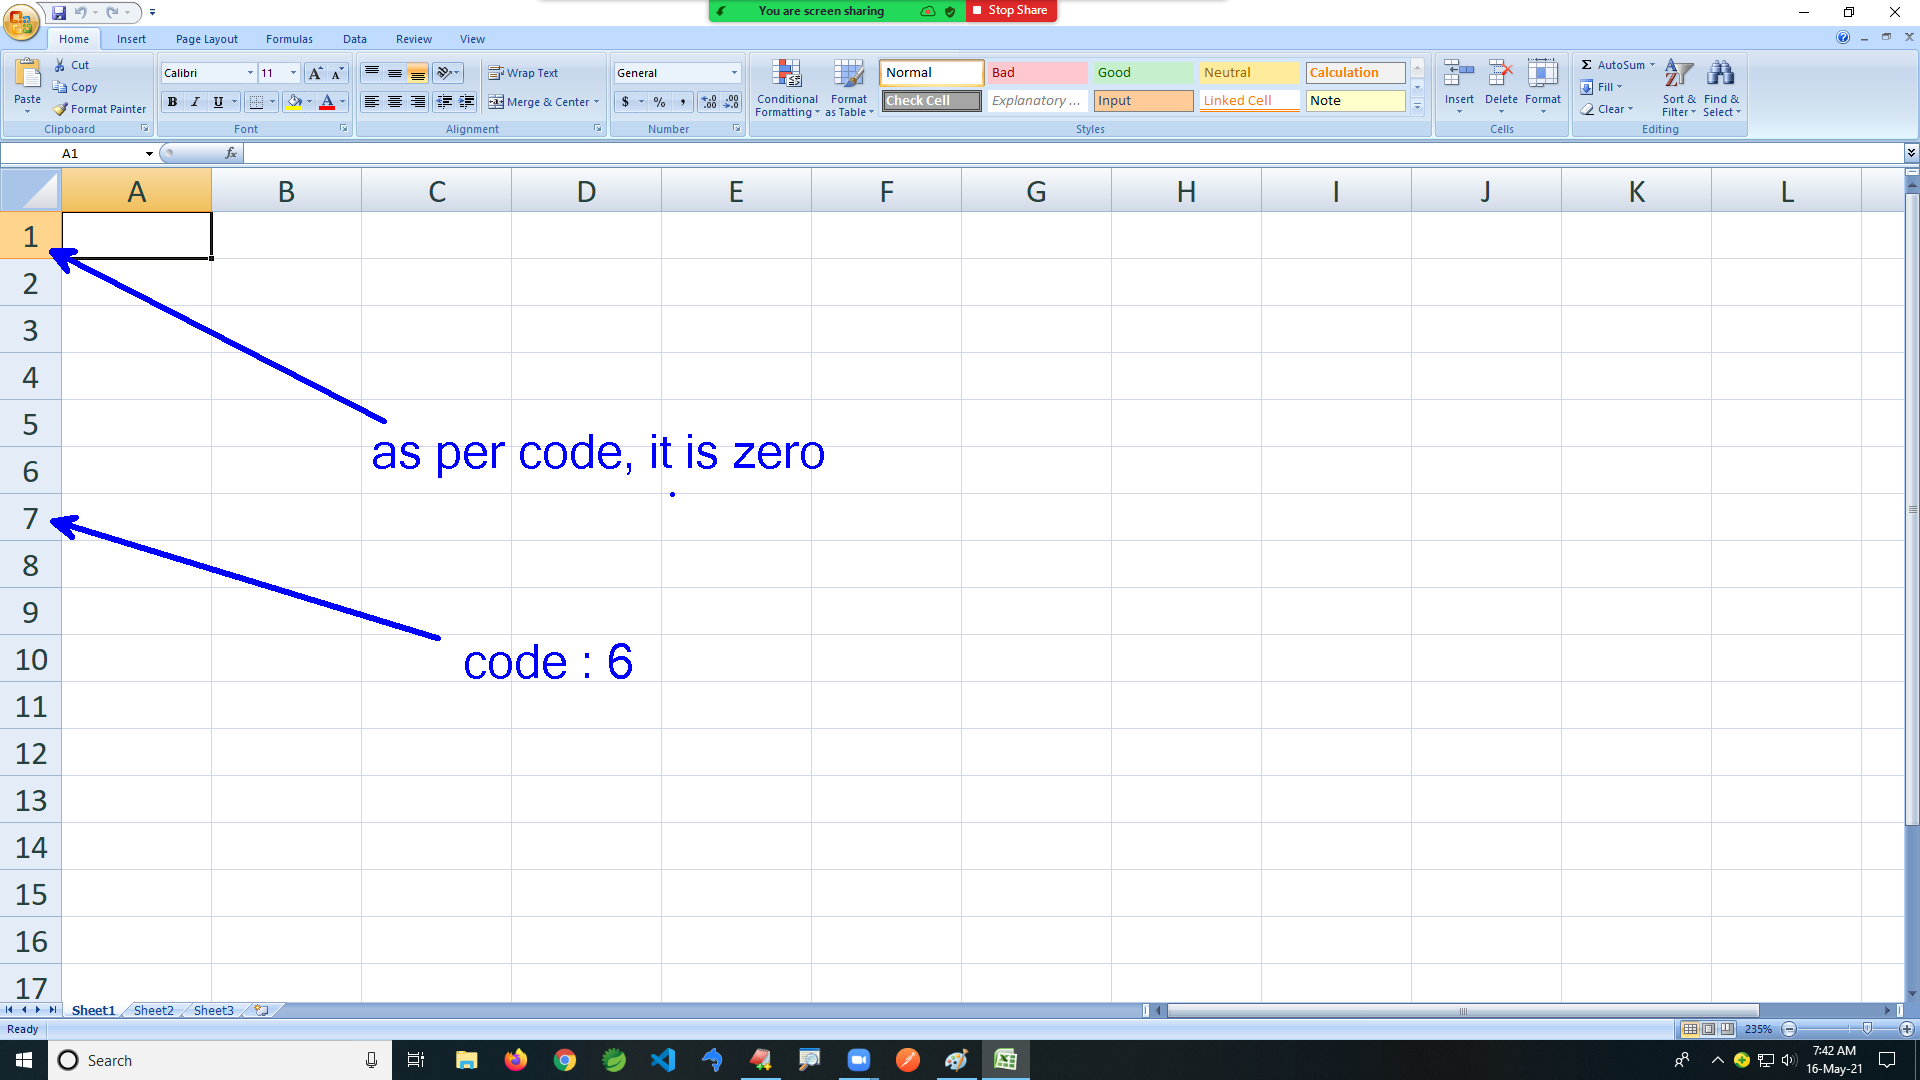 You are screen sharing Stop Share
Home Insert Page Layout Formulas Data Review View
Paste
Cut
Copy
Format Painter
Clipboard
Calibri 11
B I U
Font
Wrap Text
Merge & Center
Alignment
General
$ % ,
Number
Conditional Formatting
Format as Table
Normal Bad Good Neutral Calculation
Check Cell Explanatory ... Input Linked Cell Note
Styles
Insert Delete Format
Cells
Σ AutoSum
Fill
Clear
Sort & Filter
Find & Select
Editing
A1 fx
A B C D E F G H I J K L
1
2
3
4
5
as per code, it is zero
6
7
8
9
10
code : 6
11
12
13
14
15
16
17
Sheet1 Sheet2 Sheet3
Ready 235%
Search
7:42 AM
16-May-21